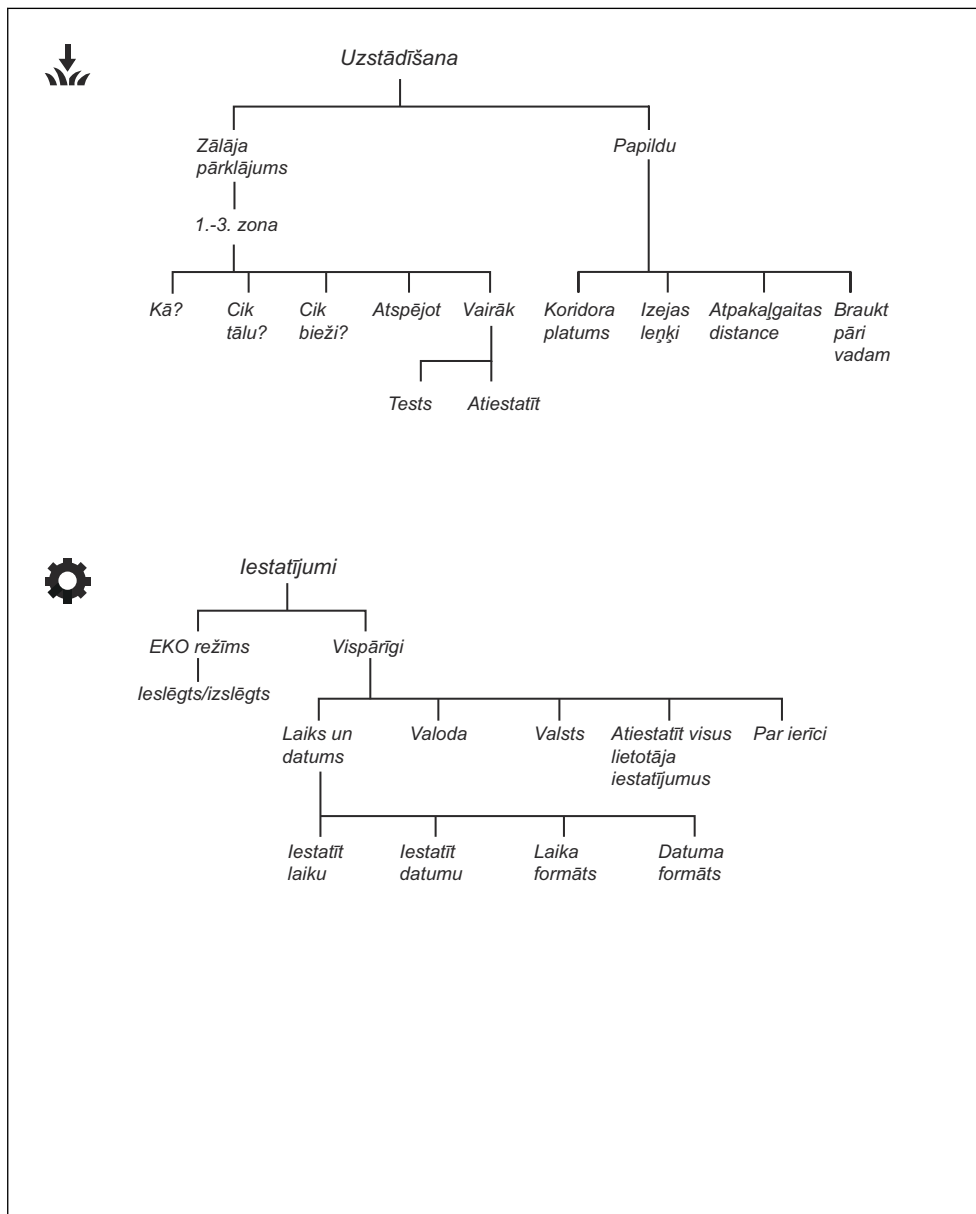 Uzstādīšana
Zālāja
pārklājums
Papildu
1.-3. zona
Kā?
Cik
tālu?
Cik
bieži?
Atspējot
Vairāk
Koridora
platums
Izejas
leņķi
Atpakaļgaitas
distance
Braukt
pāri
vadam
Tests
Atiestatīt
Iestatījumi
EKO režīms
Vispārīgi
Ieslēgts/izslēgts
Laiks un
datums
Valoda
Valsts
Atiestatīt visus
lietotāja
iestatījumus
Par ierīci
Iestatīt
laiku
Iestatīt
datumu
Laika
formāts
Datuma
formāts